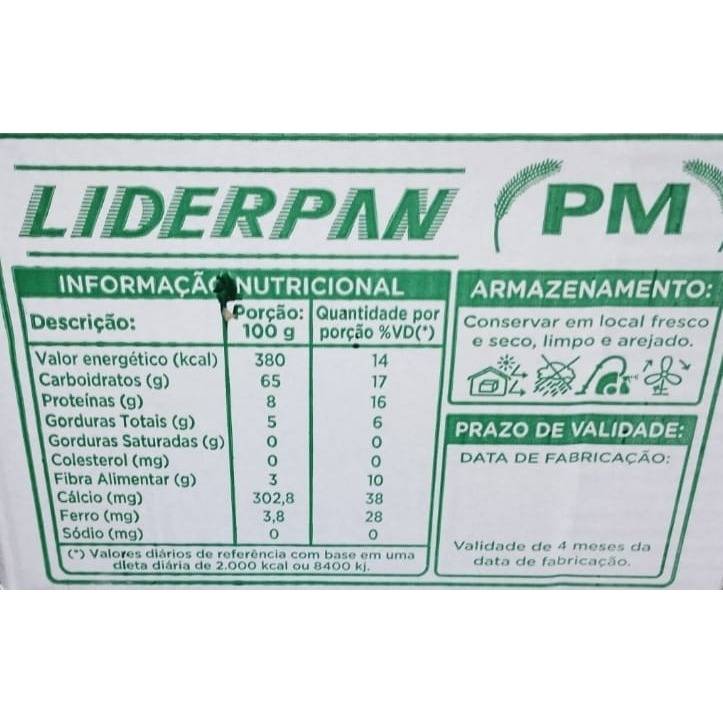 LIDERPAN
PM
INFORMAÇÃO NUTRICIONAL
Descrição: Porção: 100 g Quantidade por porção %VD(*)
Valor energético (kcal) 380 14
Carboidratos (g) 65 17
Proteínas (g) 8 16
Gorduras Totais (g) 5 6
Gorduras Saturadas (g) 0 0
Colesterol (mg) 0 0
Fibra Alimentar (g) 3 10
Cálcio (mg) 302,8 38
Ferro (mg) 3,8 28
Sódio (mg) 0 0
(*) Valores diários de referência com base em uma
dieta diária de 2.000 kcal ou 8400 kj.
ARMAZENAMENTO:
Conservar em local fresco
e seco, limpo e arejado.
PRAZO DE VALIDADE:
DATA DE FABRICAÇÃO:
Validade de 4 meses da
data de fabricação.